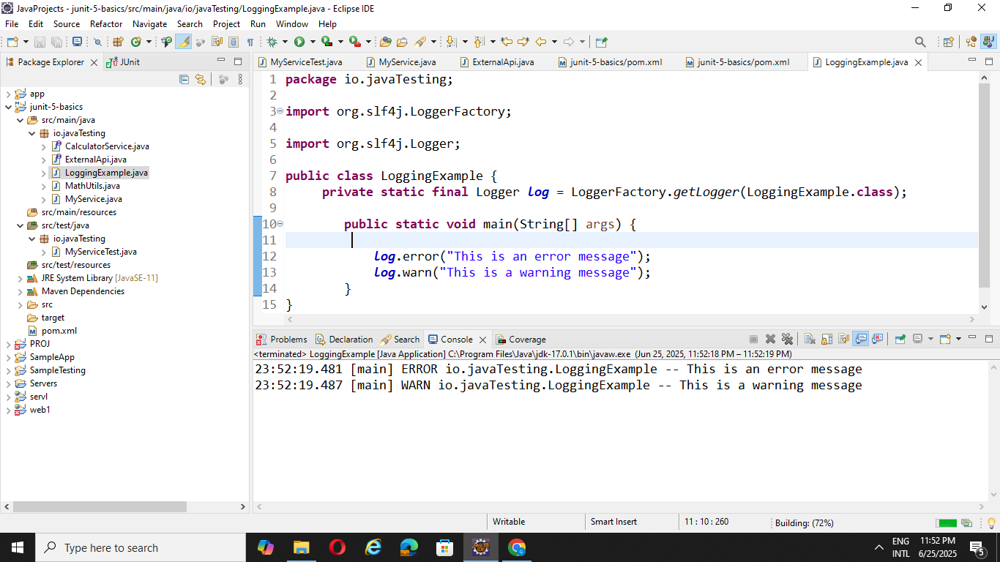 JavaProjects - junit-5-basics/src/main/java/io/javaTesting/LoggingExample.java - Eclipse IDE
File Edit Source Refactor Navigate Search Project Run Window Help
Package Explorer JUnit
app
junit-5-basics
src/main/java
io.javaTesting
CalculatorService.java
ExternalApi.java
LoggingExample.java
MathUtils.java
MyService.java
src/main/resources
src/test/java
io.javaTesting
MyServiceTest.java
src/test/resources
JRE System Library [JavaSE-11]
Maven Dependencies
src
target
pom.xml
PROJ
SampleApp
SampleTesting
Servers
servl
web1
MyServiceTest.java MyService.java ExternalApi.java junit-5-basics/pom.xml junit-5-basics/pom.xml LoggingExample.java
1 package io.javaTesting;
2
3 import org.slf4j.LoggerFactory;
4
5 import org.slf4j.Logger;
6
7 public class LoggingExample {
8 private static final Logger log = LoggerFactory.getLogger(LoggingExample.class);
9
10 public static void main(String[] args) {
11
12 log.error("This is an error message");
13 log.warn("This is a warning message");
14 }
15 }
Problems Declaration Search Console Coverage
<terminated> LoggingExample [Java Application] C:\Program Files\Java\jdk-17.0.1\bin\javaw.exe (Jun 25, 2025, 11:52:18 PM – 11:52:19 PM)
23:52:19.481 [main] ERROR io.javaTesting.LoggingExample -- This is an error message
23:52:19.487 [main] WARN io.javaTesting.LoggingExample -- This is a warning message
Writable Smart Insert 11 : 10 : 260 Building: (72%)
Type here to search
ENG
INTL
11:52 PM
6/25/2025
5